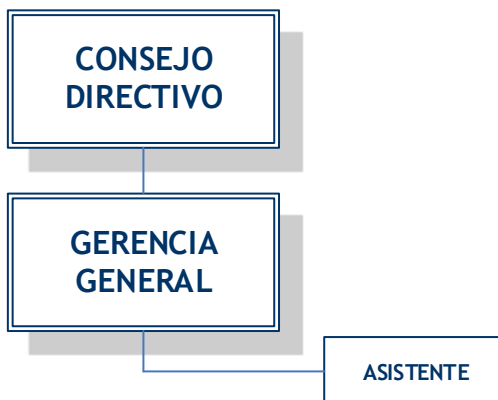 CONSEJO
DIRECTIVO
GERENCIA
GENERAL
ASISTENTE